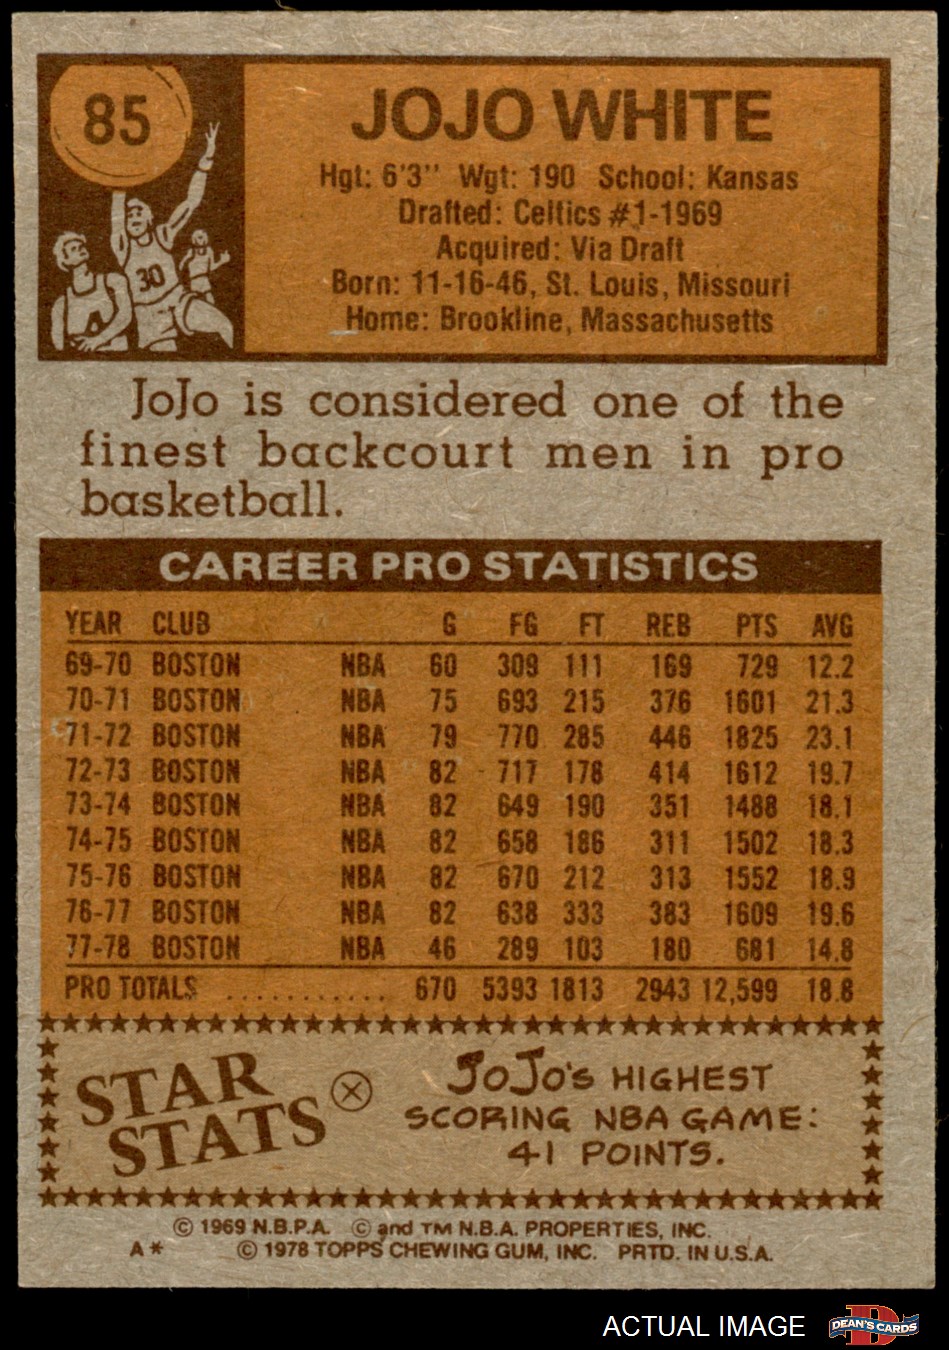 85
30
JOJO WHITE
Hgt: 6'3" Wgt: 190 School: Kansas
Drafted: Celtics #1-1969
Acquired: Via Draft
Born: 11-16-46, St. Louis, Missouri
Home: Brookline, Massachusetts
JoJo is considered one of the
finest backcourt men in pro
basketball.
CAREER PRO STATISTICS
YEAR CLUB G FG FT REB PTS AVG
69-70 BOSTON NBA 60 309 111 169 729 12.2
70-71 BOSTON NBA 75 693 215 376 1601 21.3
71-72 BOSTON NBA 79 770 285 446 1825 23.1
72-73 BOSTON NBA 82 717 178 414 1612 19.7
73-74 BOSTON NBA 82 649 190 351 1488 18.1
74-75 BOSTON NBA 82 658 186 311 1502 18.3
75-76 BOSTON NBA 82 670 212 313 1552 18.9
76-77 BOSTON NBA 82 638 333 383 1609 19.6
77-78 BOSTON NBA 46 289 103 180 681 14.8
PRO TOTALS ........... 670 5393 1813 2943 12,599 18.8
STAR
STATS
JOJO'S HIGHEST
SCORING NBA GAME:
41 POINTS.
© 1969 N.B.P.A. © and TM N.B.A. PROPERTIES, INC.
A* © 1978 TOPPS CHEWING GUM, INC. PRTD. IN U.S.A.
ACTUAL IMAGE
D
DEAN'S CARDS